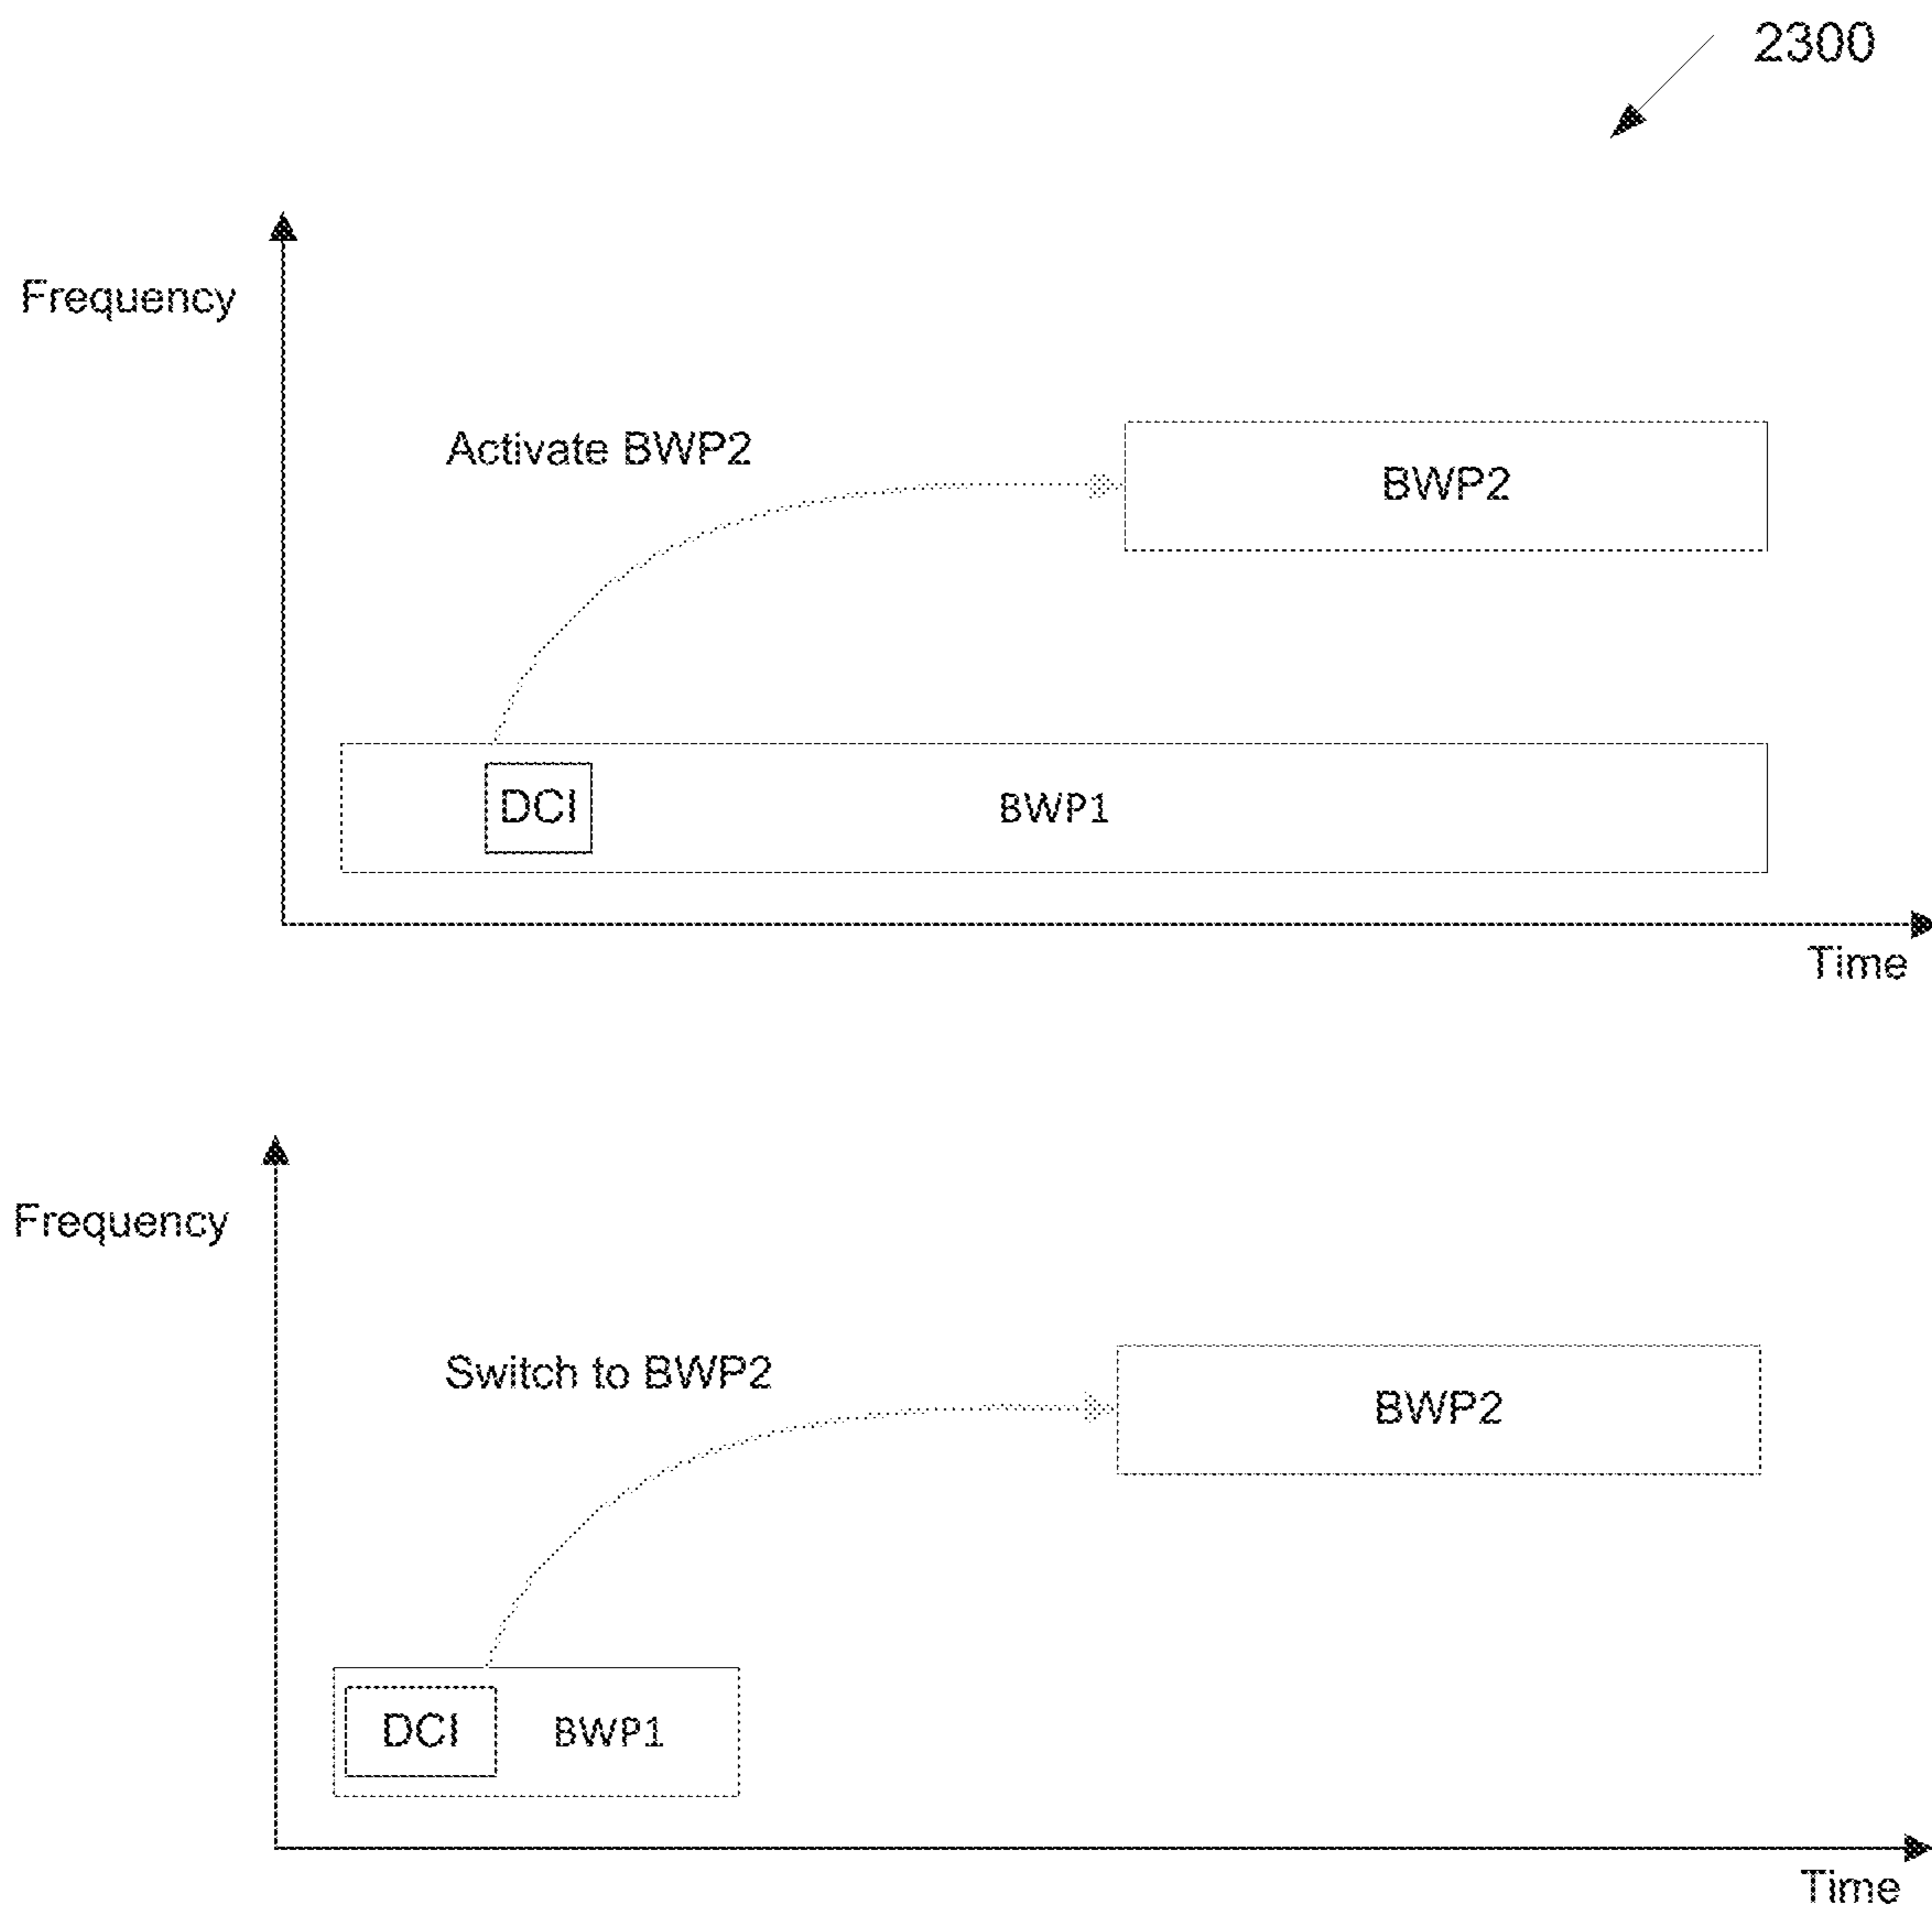 2300
Frequency
Activate BWP2
BWP2
DCI
BWP1
Time
Frequency
Switch to BWP2
BWP2
DCI
BWP1
Time